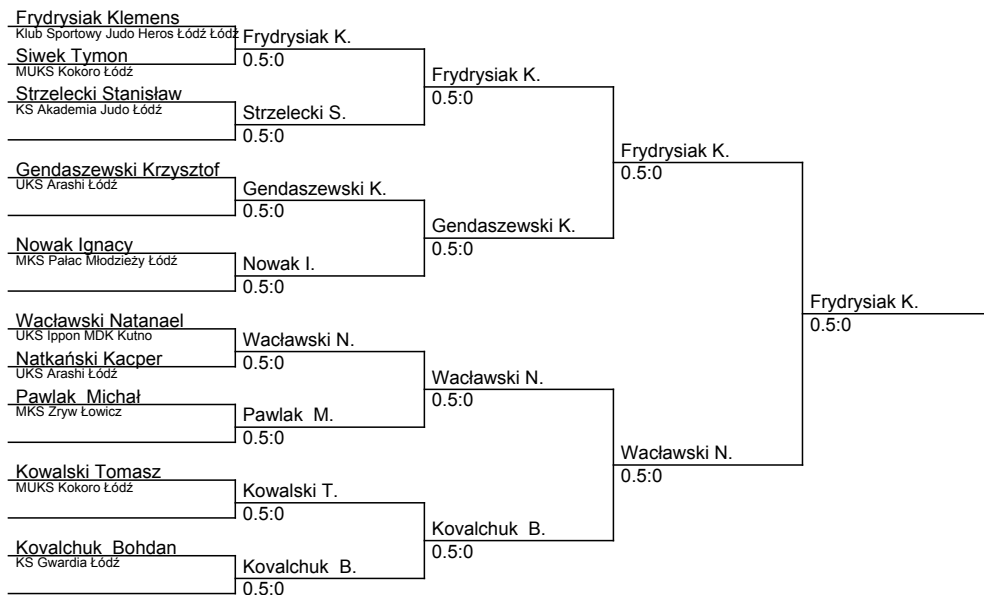 Frydrysiak Klemens
Klub Sportowy Judo Heros Łódź Łódź
Siwek Tymon
MUKS Kokoro Łódź
Strzelecki Stanisław
KS Akademia Judo Łódź
Gendaszewski Krzysztof
UKS Arashi Łódź
Nowak Ignacy
MKS Pałac Młodzieży Łódź
Wacławski Natanael
UKS Ippon MDK Kutno
Natkański Kacper
UKS Arashi Łódź
Pawlak  Michał
MKS Zryw Łowicz
Kowalski Tomasz
MUKS Kokoro Łódź
Kovalchuk  Bohdan
KS Gwardia Łódź
Frydrysiak K.
0.5:0
Strzelecki S.
0.5:0
Gendaszewski K.
0.5:0
Nowak I.
0.5:0
Wacławski N.
0.5:0
Pawlak  M.
0.5:0
Kowalski T.
0.5:0
Kovalchuk  B.
0.5:0
Frydrysiak K.
0.5:0
Gendaszewski K.
0.5:0
Wacławski N.
0.5:0
Kovalchuk  B.
0.5:0
Frydrysiak K.
0.5:0
Wacławski N.
0.5:0
Frydrysiak K.
0.5:0